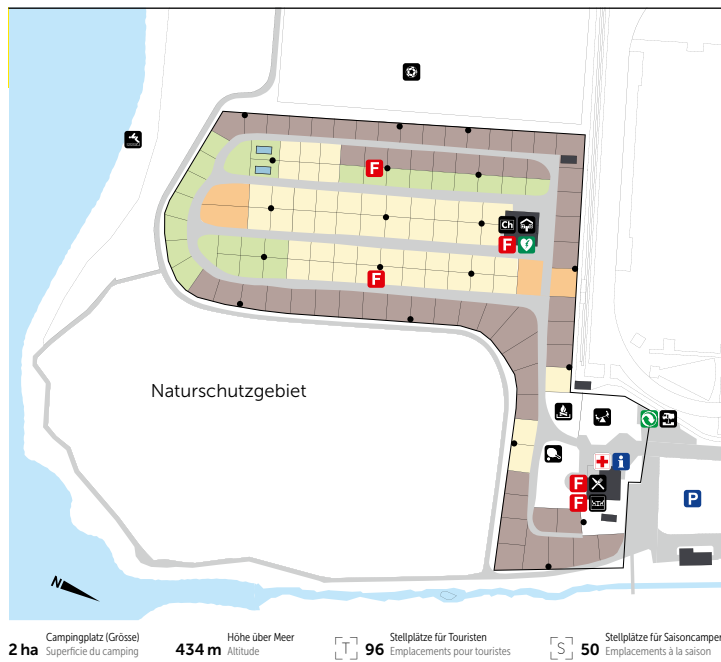 F
Ch
F
F
Naturschutzgebiet
i
F
F
P
N
2 ha Campingplatz (Grösse)
Superficie du camping
434 m Höhe über Meer
Altitude
T 96 Stellplätze für Touristen
Emplacements pour touristes
S 50 Stellplätze für Saisoncamper
Emplacements à la saison